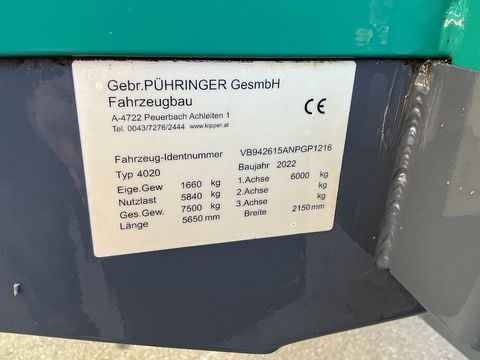 Gebr.PÜHRINGER GesmbH
Fahrzeugbau
A-4722 Peuerbach Achleiten 1
Tel. 0043/7276/2444 www.kipper.at
CE
Fahrzeug-Identnummer VB942615ANPGP1216
Typ 4020 Baujahr 2022
Eige.Gew 1660 kg 1.Achse 6000 kg
Nutzlast 5840 kg 2.Achse kg
Ges.Gew. 7500 kg 3.Achse kg
Länge 5650 mm Breite 2150 mm